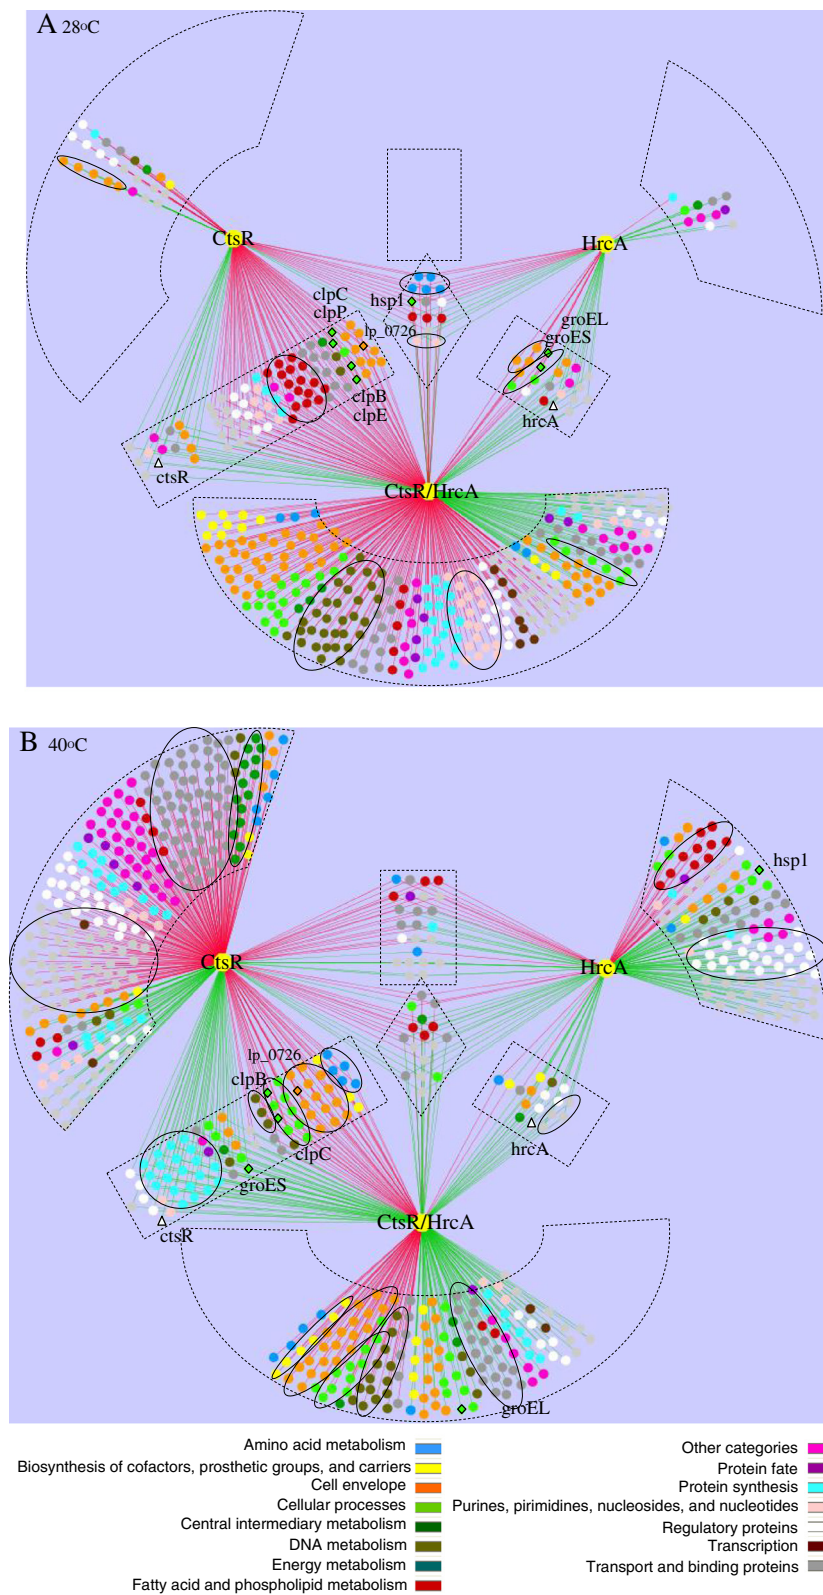 A 28oC
CtsR
HrcA
clpC
clpP
hsp1
lp_0726
groEL
groES
clpB
clpE
hrcA
ctsR
CtsR/HrcA
B 40oC
hsp1
CtsR
HrcA
lp_0726
clpB
clpC
hrcA
groES
ctsR
CtsR/HrcA
groEL
Amino acid metabolism
Biosynthesis of cofactors, prosthetic groups, and carriers
Cell envelope
Cellular processes
Central intermediary metabolism
DNA metabolism
Energy metabolism
Fatty acid and phospholipid metabolism
Other categories
Protein fate
Protein synthesis
Purines, pirimidines, nucleosides, and nucleotides
Regulatory proteins
Transcription
Transport and binding proteins